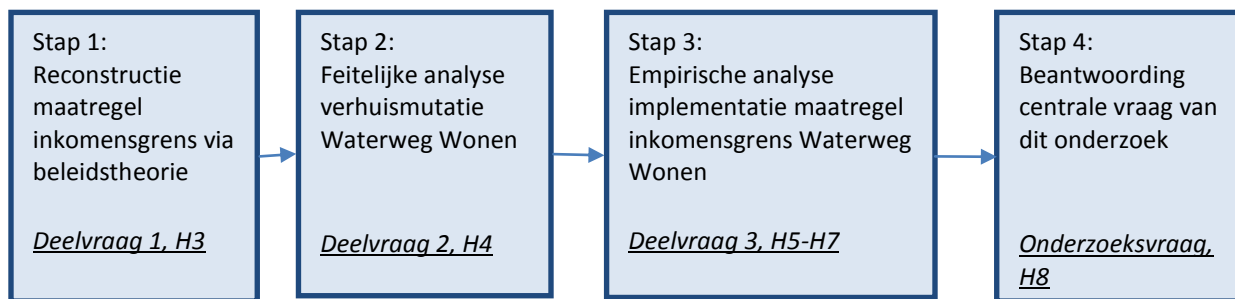 Stap 1:
Reconstructie
maatregel
inkomensgrens via
beleidstheorie
Deelvraag 1, H3
Stap 2:
Feitelijke analyse
verhuismutatie
Waterweg Wonen
Deelvraag 2, H4
Stap 3:
Empirische analyse
implementatie maatregel
inkomensgrens Waterweg
Wonen
Deelvraag 3, H5-H7
Stap 4:
Beantwoording
centrale vraag van
dit onderzoek
Onderzoeksvraag,
H8